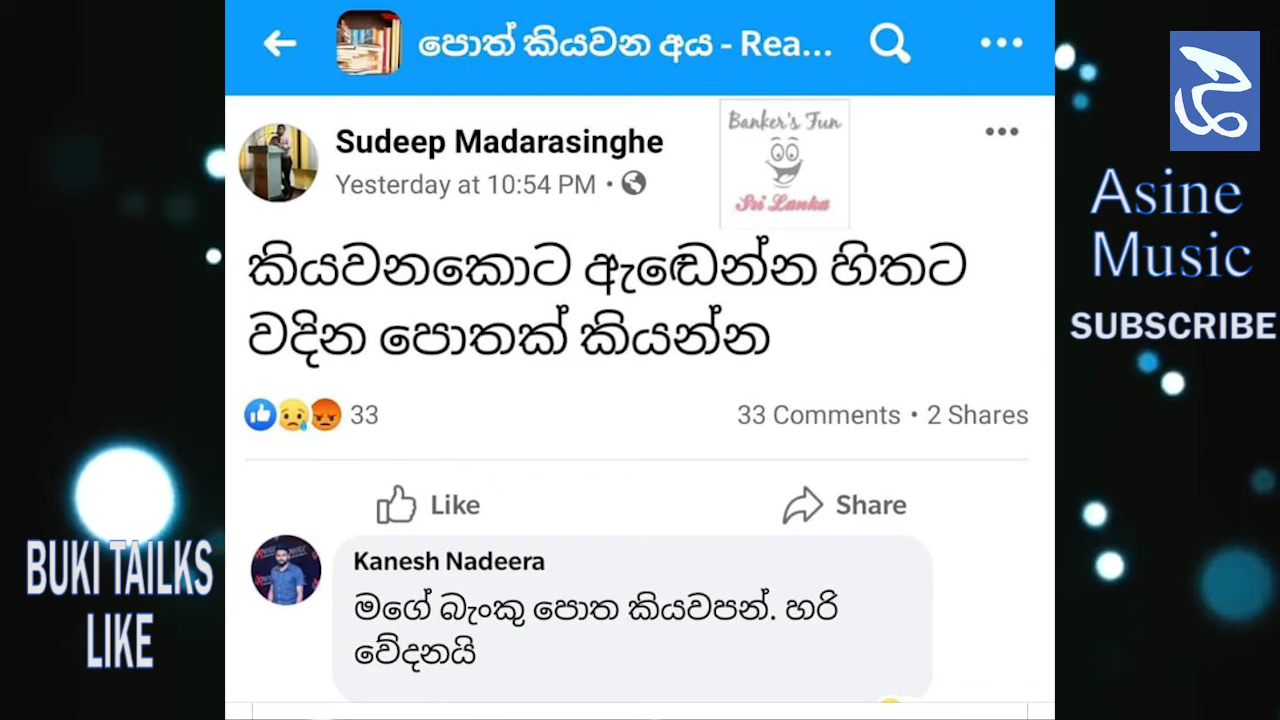 පොත් කියවන අය - Rea...
Sudeep Madarasinghe
Yesterday at 10:54 PM
Banker's Fun
Sri Lanka
කියවනකොට ඇඬෙන්න හිතට
වදින පොතක් කියන්න
33
33 Comments • 2 Shares
Like
Share
Kanesh Nadeera
මගේ බැංකු පොත කියවපන්. හරි
වේදනයි
Asine
Music
SUBSCRIBE
BUKI TAILKS
LIKE